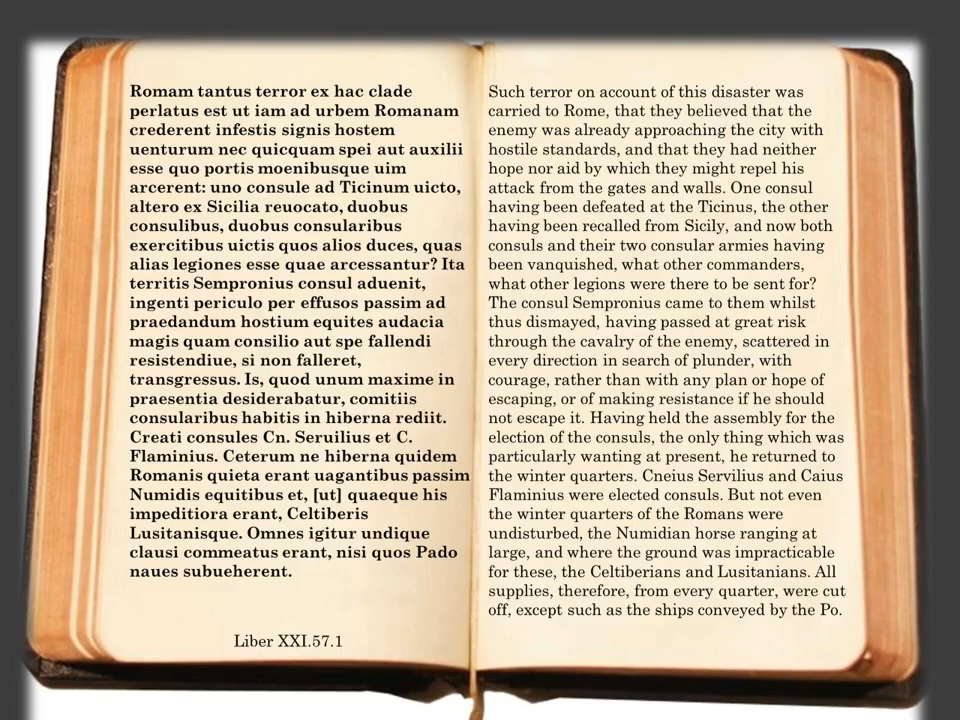 Romam tantus terror ex hac clade
perlatus est ut iam ad urbem Romanam
crederent infestis signis hostem
uenturum nec quicquam spei aut auxilii
esse quo portis moenibusque uim
arcerent: uno consule ad Ticinum uicto,
altero ex Sicilia reuocato, duobus
consulibus, duobus consularibus
exercitibus uictis quos alios duces, quas
alias legiones esse quae arcessantur? Ita
territis Sempronius consul aduenit,
ingenti periculo per effusos passim ad
praedandum hostium equites audacia
magis quam consilio aut spe fallendi
resistendiue, si non falleret,
transgressus. Is, quod unum maxime in
praesentia desiderabatur, comitiis
consularibus habitis in hiberna rediit.
Creati consules Cn. Seruilius et C.
Flaminius. Ceterum ne hiberna quidem
Romanis quieta erant uagantibus passim
Numidis equitibus et, [ut] quaeque his
impeditiora erant, Celtiberis
Lusitanisque. Omnes igitur undique
clausi commeatus erant, nisi quos Pado
naues subueherent.
Liber XXI.57.1
Such terror on account of this disaster was
carried to Rome, that they believed that the
enemy was already approaching the city with
hostile standards, and that they had neither
hope nor aid by which they might repel his
attack from the gates and walls. One consul
having been defeated at the Ticinus, the other
having been recalled from Sicily, and now both
consuls and their two consular armies having
been vanquished, what other commanders,
what other legions were there to be sent for?
The consul Sempronius came to them whilst
thus dismayed, having passed at great risk
through the cavalry of the enemy, scattered in
every direction in search of plunder, with
courage, rather than with any plan or hope of
escaping, or of making resistance if he should
not escape it. Having held the assembly for the
election of the consuls, the only thing which was
particularly wanting at present, he returned to
the winter quarters. Cneius Servilius and Caius
Flaminius were elected consuls. But not even
the winter quarters of the Romans were
undisturbed, the Numidian horse ranging at
large, and where the ground was impracticable
for these, the Celtiberians and Lusitanians. All
supplies, therefore, from every quarter, were cut
off, except such as the ships conveyed by the Po.